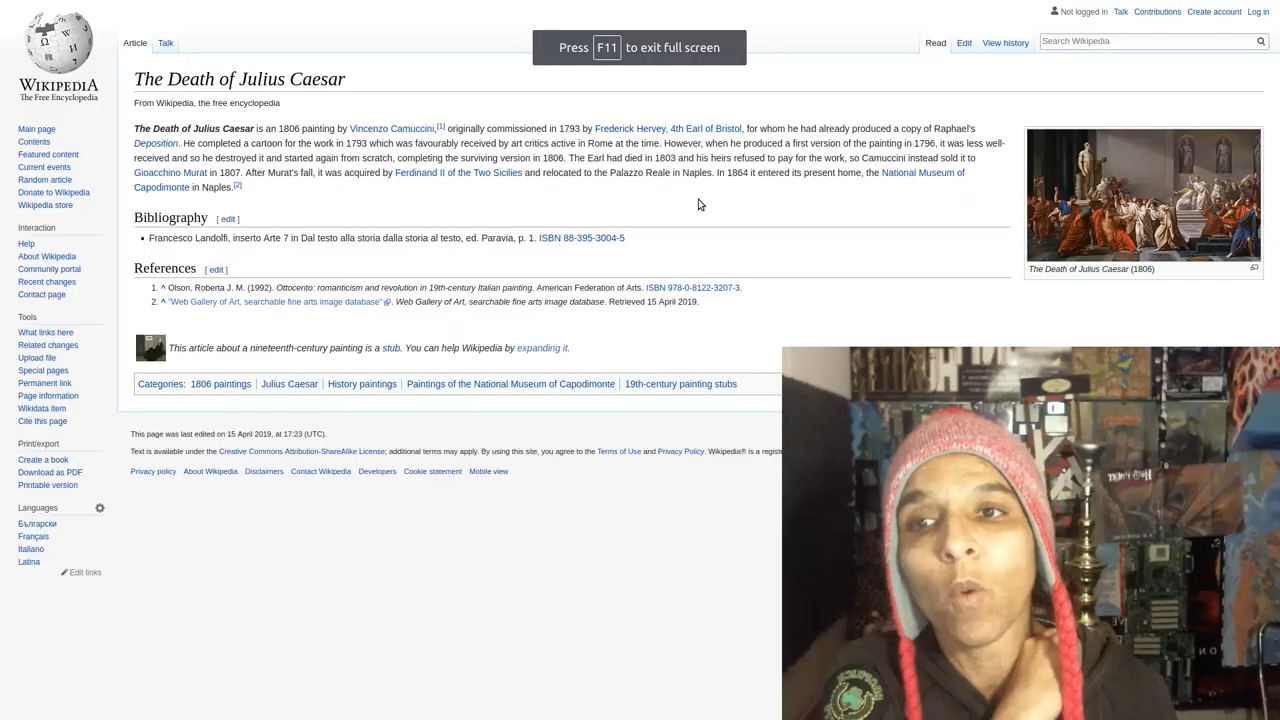 Not logged in Talk Contributions Create account Log in
Article Talk
Read Edit View history Search Wikipedia
Press F11 to exit full screen
WIKIPEDIA
The Free Encyclopedia
Main page
Contents
Featured content
Current events
Random article
Donate to Wikipedia
Wikipedia store
Interaction
Help
About Wikipedia
Community portal
Recent changes
Contact page
Tools
What links here
Related changes
Upload file
Special pages
Permanent link
Page information
Wikidata item
Cite this page
Print/export
Create a book
Download as PDF
Printable version
Languages
Български
Français
Italiano
Latina
Edit links
The Death of Julius Caesar
From Wikipedia, the free encyclopedia
The Death of Julius Caesar is an 1806 painting by Vincenzo Camuccini,[1] originally commissioned in 1793 by Frederick Hervey, 4th Earl of Bristol, for whom he had already produced a copy of Raphael's
Deposition. He completed a cartoon for the work in 1793 which was favourably received by art critics active in Rome at the time. However, when he produced a first version of the painting in 1796, it was less well-
received and so he destroyed it and started again from scratch, completing the surviving version in 1806. The Earl had died in 1803 and his heirs refused to pay for the work, so Camuccini instead sold it to
Gioacchino Murat in 1807. After Murat's fall, it was acquired by Ferdinand II of the Two Sicilies and relocated to the Palazzo Reale in Naples. In 1864 it entered its present home, the National Museum of
Capodimonte in Naples.[2]
The Death of Julius Caesar (1806)
Bibliography [ edit ]
• Francesco Landolfi, inserto Arte 7 in Dal testo alla storia dalla storia al testo, ed. Paravia, p. 1. ISBN 88-395-3004-5
References [ edit ]
1. ^ Olson, Roberta J. M. (1992). Ottocento: romanticism and revolution in 19th-century Italian painting. American Federation of Arts. ISBN 978-0-8122-3207-3.
2. ^ "Web Gallery of Art, searchable fine arts image database". Web Gallery of Art, searchable fine arts image database. Retrieved 15 April 2019.
This article about a nineteenth-century painting is a stub. You can help Wikipedia by expanding it.
Categories: 1806 paintings | Julius Caesar | History paintings | Paintings of the National Museum of Capodimonte | 19th-century painting stubs
This page was last edited on 15 April 2019, at 17:23 (UTC).
Text is available under the Creative Commons Attribution-ShareAlike License; additional terms may apply. By using this site, you agree to the Terms of Use and Privacy Policy. Wikipedia® is a
Privacy policy About Wikipedia Disclaimers Contact Wikipedia Developers Cookie statement Mobile view